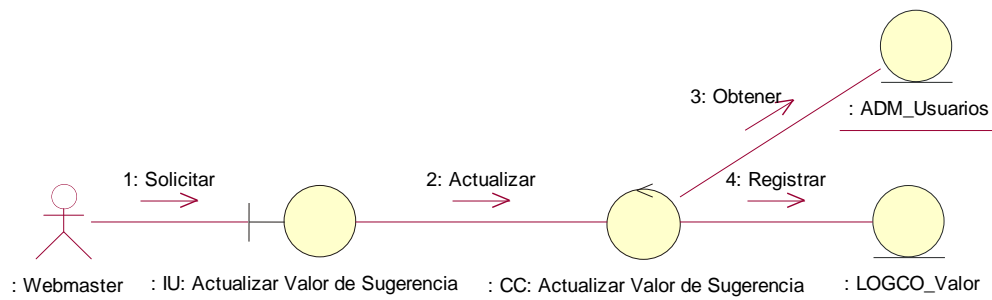 3: Obtener
: ADM_Usuarios
1: Solicitar
2: Actualizar
4: Registrar
: Webmaster
: IU: Actualizar Valor de Sugerencia
: CC: Actualizar Valor de Sugerencia
: LOGCO_Valor